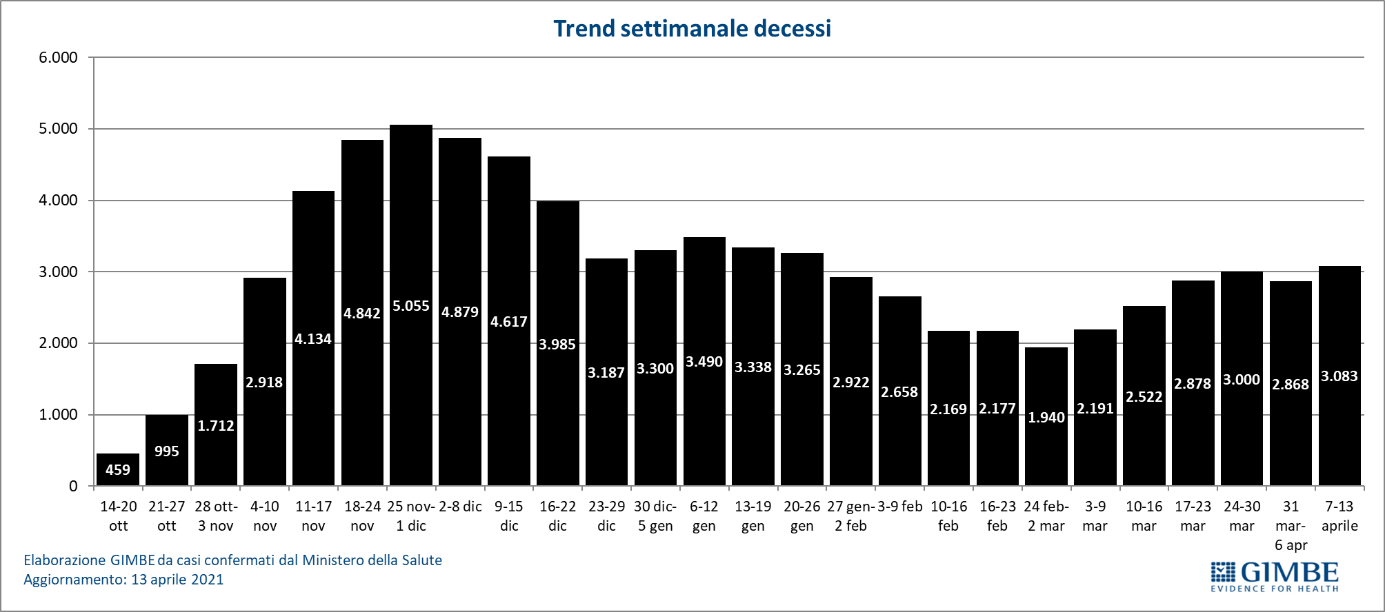 Trend settimanale decessi
6.000
5.000
4.000
3.000
2.000
1.000
0
459
995
1.712
2.918
4.134
4.842
5.055
4.879
4.617
3.985
3.187
3.300
3.490
3.338
3.265
2.922
2.658
2.169
2.177
1.940
2.191
2.522
2.878
3.000
2.868
3.083
14-20
ott
21-27
ott
28 ott-
3 nov
4-10
nov
11-17
nov
18-24
nov
25 nov-
1 dic
2-8 dic
9-15
dic
16-22
dic
23-29
dic
30 dic-
5 gen
6-12
gen
13-19
gen
20-26
gen
27 gen-
2 feb
3-9 feb
10-16
feb
16-23
feb
24 feb-
2 mar
3-9
mar
10-16
mar
17-23
mar
24-30
mar
31
mar-
6 apr
7-13
aprile
Elaborazione GIMBE da casi confermati dal Ministero della Salute
Aggiornamento: 13 aprile 2021
GIMBE
EVIDENCE FOR HEALTH